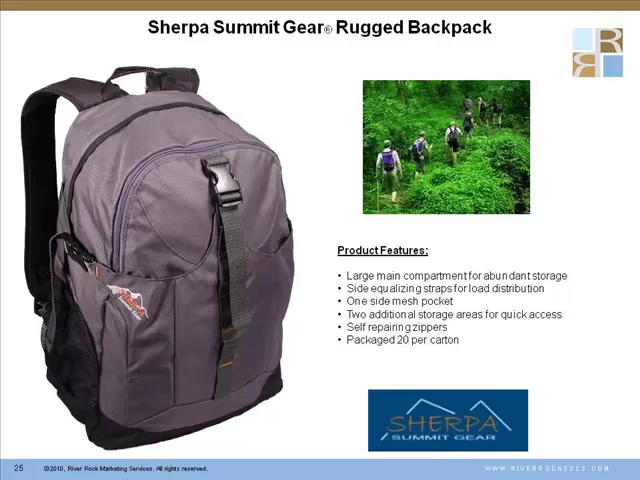 Sherpa Summit Gear® Rugged Backpack
Product Features:
• Large main compartment for abundant storage
• Side equalizing straps for load distribution
• One side mesh pocket
• Two additional storage areas for quick access
• Self repairing zippers
• Packaged 20 per carton
SHERPA
SUMMIT GEAR
25 ©2010, River Rock Marketing Services. All rights reserved.
WWW.RIVERROCKSVCS.COM